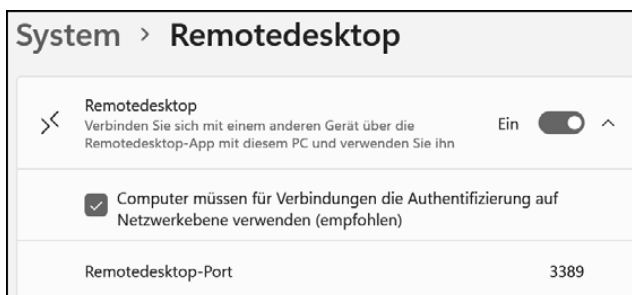 System > Remotedesktop
Remotedesktop
Verbinden Sie sich mit einem anderen Gerät über die
Remotedesktop-App mit diesem PC und verwenden Sie ihn
Ein
Computer müssen für Verbindungen die Authentifizierung auf
Netzwerkebene verwenden (empfohlen)
Remotedesktop-Port 3389